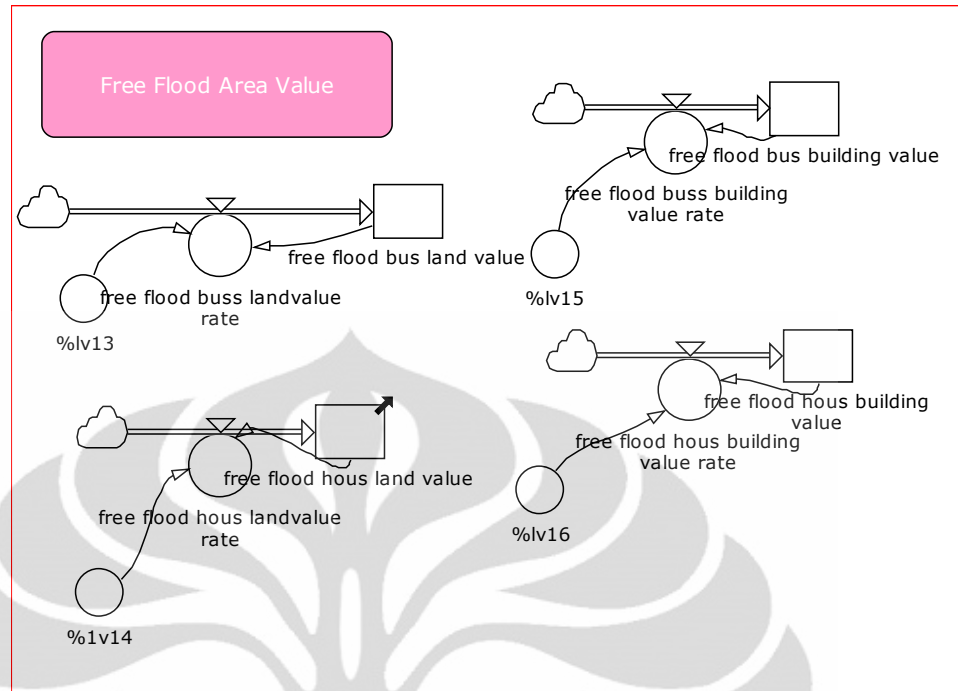 Free Flood Area Value
free flood bus building value
free flood buss building
value rate
%lv15
free flood bus land value
free flood buss landvalue
rate
%lv13
free flood hous building
value
free flood hous building
value rate
%lv16
free flood hous land value
free flood hous landvalue
rate
%1v14